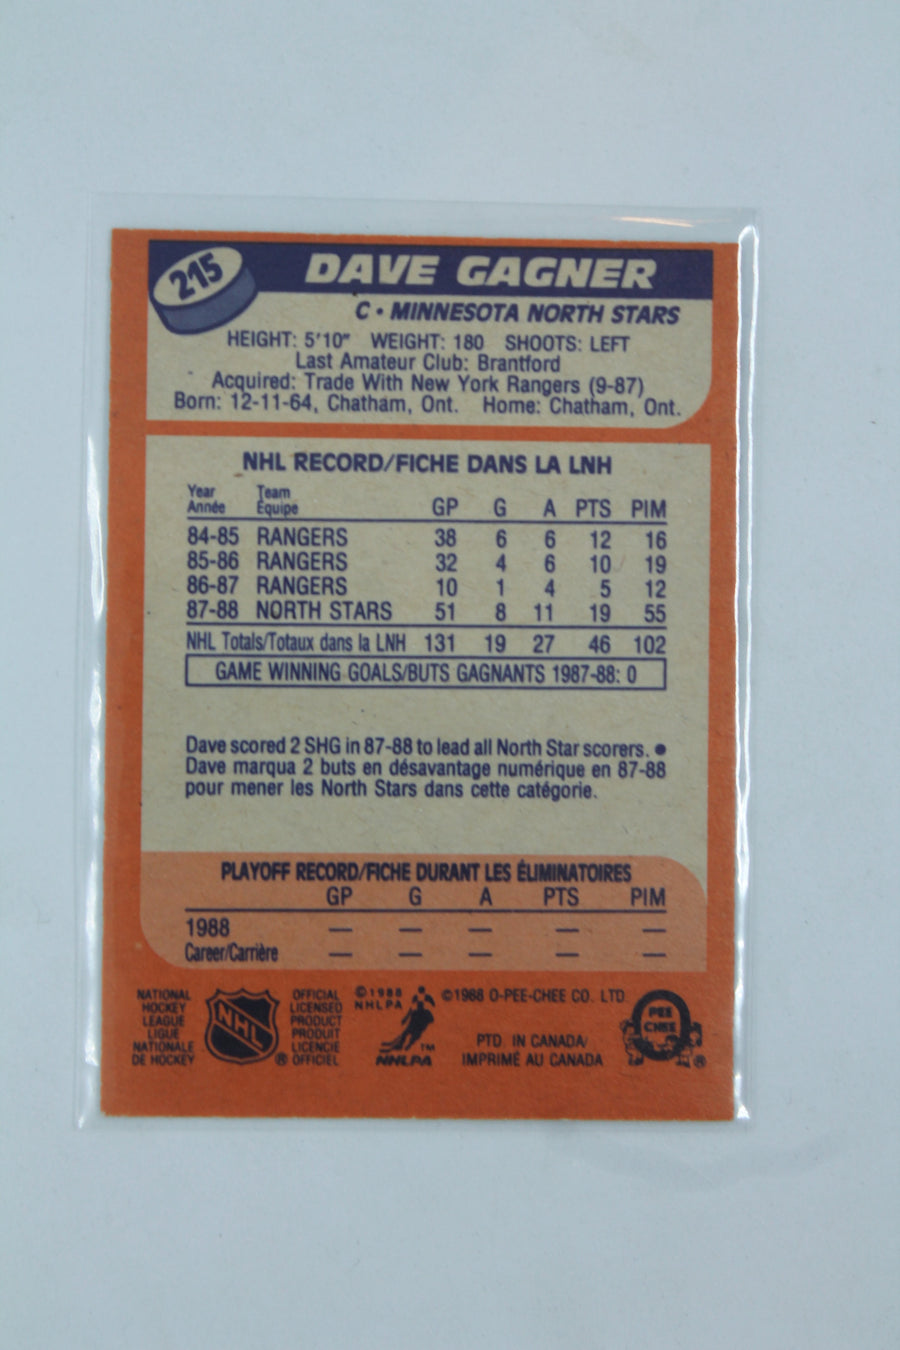 215
DAVE GAGNER
C • MINNESOTA NORTH STARS
HEIGHT: 5'10" WEIGHT: 180 SHOOTS: LEFT
Last Amateur Club: Brantford
Acquired: Trade With New York Rangers (9-87)
Born: 12-11-64, Chatham, Ont. Home: Chatham, Ont.
NHL RECORD/FICHE DANS LA LNH
Year Team
Année Équipe GP G A PTS PIM
84-85 RANGERS 38 6 6 12 16
85-86 RANGERS 32 4 6 10 19
86-87 RANGERS 10 1 4 5 12
87-88 NORTH STARS 51 8 11 19 55
NHL Totals/Totaux dans la LNH 131 19 27 46 102
GAME WINNING GOALS/BUTS GAGNANTS 1987-88: 0
Dave scored 2 SHG in 87-88 to lead all North Star scorers. •
Dave marqua 2 buts en désavantage numérique en 87-88
pour mener les North Stars dans cette catégorie.
PLAYOFF RECORD/FICHE DURANT LES ÉLIMINATOIRES
GP G A PTS PIM
1988 — — — — —
Career/Carrière — — — — —
NATIONAL
HOCKEY
LEAGUE
LIGUE
NATIONALE
DE HOCKEY
NHL
®
OFFICIAL
LICENSED
PRODUCT
PRODUIT
LICENCIE
OFFICIEL
©1988
NHLPA
TM
NHLPA
©1988 O-PEE-CHEE CO. LTD.
PTD. IN CANADA/
IMPRIMÉ AU CANADA
PEE
CHEE
®